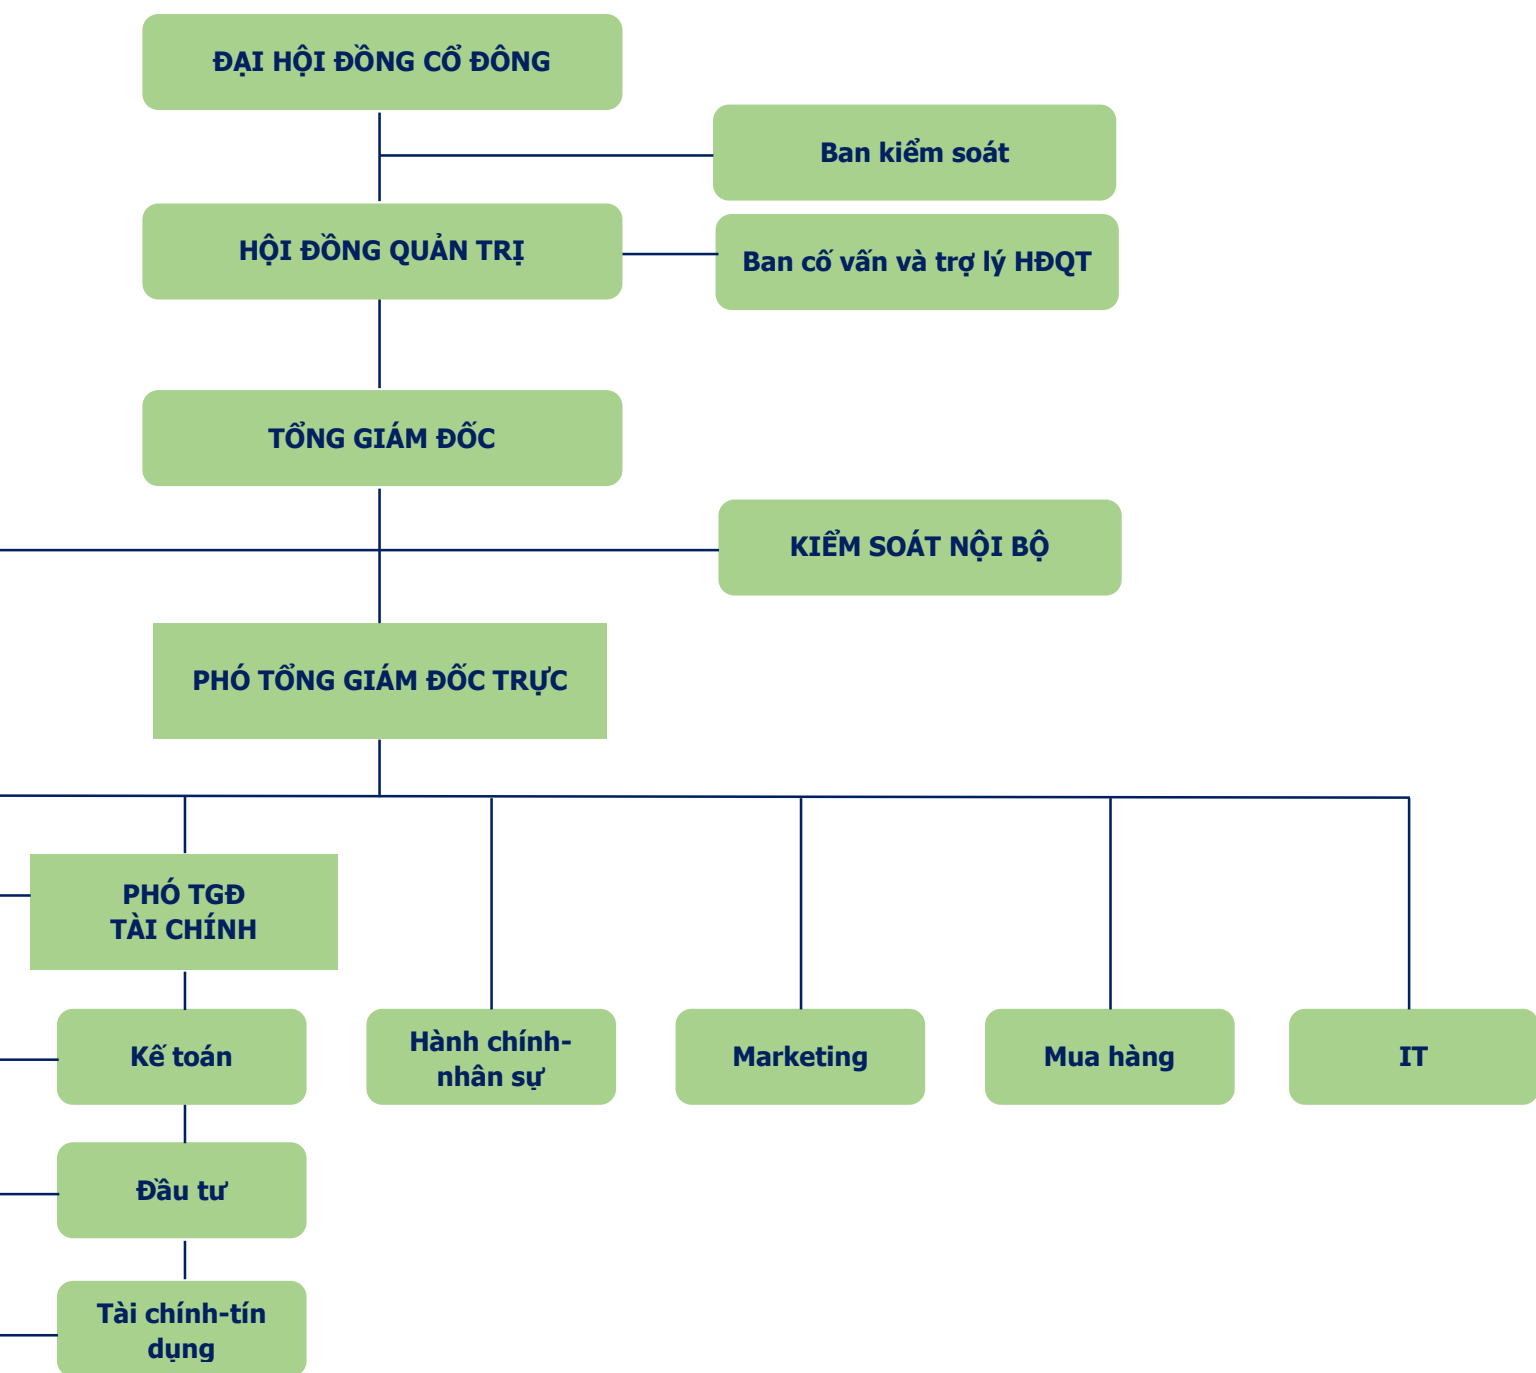 ĐẠI HỘI ĐỒNG CỔ ĐÔNG
Ban kiểm soát
HỘI ĐỒNG QUẢN TRỊ
Ban cố vấn và trợ lý HĐQT
TỔNG GIÁM ĐỐC
KIỂM SOÁT NỘI BỘ
PHÓ TỔNG GIÁM ĐỐC TRỰC
PHÓ TGĐ
TÀI CHÍNH
Kế toán
Hành chính-
nhân sự
Marketing
Mua hàng
IT
Đầu tư
Tài chính-tín
dụng